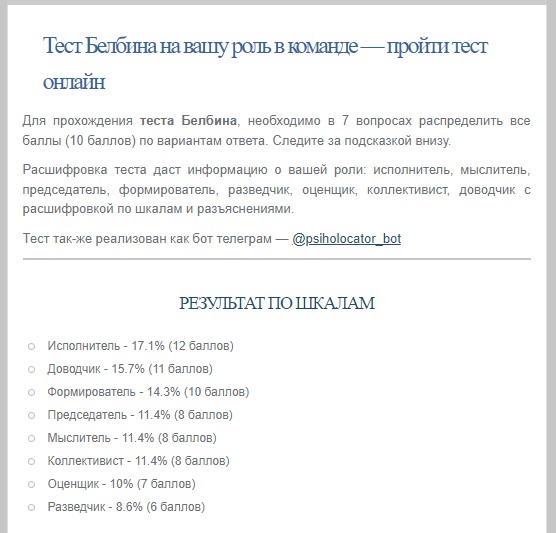 Тест Белбина на вашу роль в команде — пройти тест
онлайн
Для прохождения теста Белбина, необходимо в 7 вопросах распределить все
баллы (10 баллов) по вариантам ответа. Следите за подсказкой внизу.
Расшифровка теста даст информацию о вашей роли: исполнитель, мыслитель,
председатель, формирователь, разведчик, оценщик, коллективист, доводчик с
расшифровкой по шкалам и разъяснениями.
Тест так-же реализован как бот телеграм — @psiholocator_bot
РЕЗУЛЬТАТ ПО ШКАЛАМ
Исполнитель - 17.1% (12 баллов)
Доводчик - 15.7% (11 баллов)
Формирователь - 14.3% (10 баллов)
Председатель - 11.4% (8 баллов)
Мыслитель - 11.4% (8 баллов)
Коллективист - 11.4% (8 баллов)
Оценщик - 10% (7 баллов)
Разведчик - 8.6% (6 баллов)